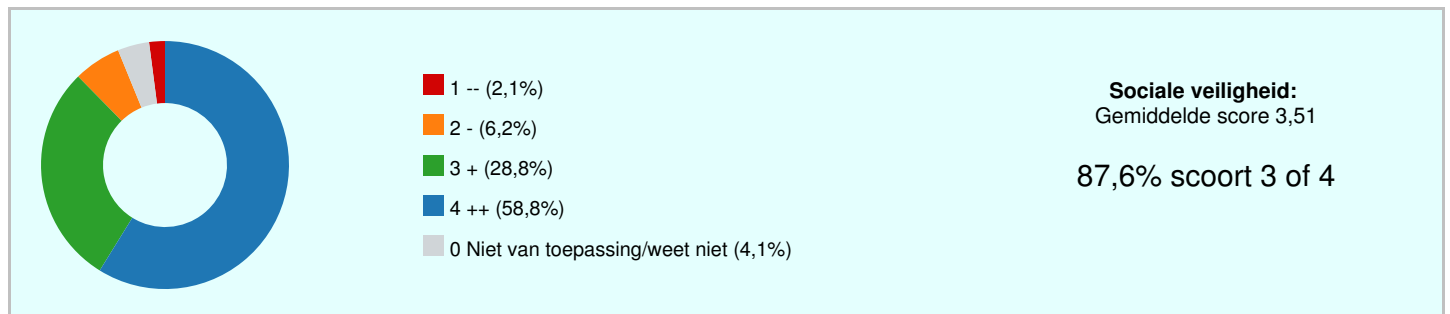 1 -- (2,1%)
2 - (6,2%)
3 + (28,8%)
4 ++ (58,8%)
0 Niet van toepassing/weet niet (4,1%)
Sociale veiligheid:
Gemiddelde score 3,51
87,6% scoort 3 of 4